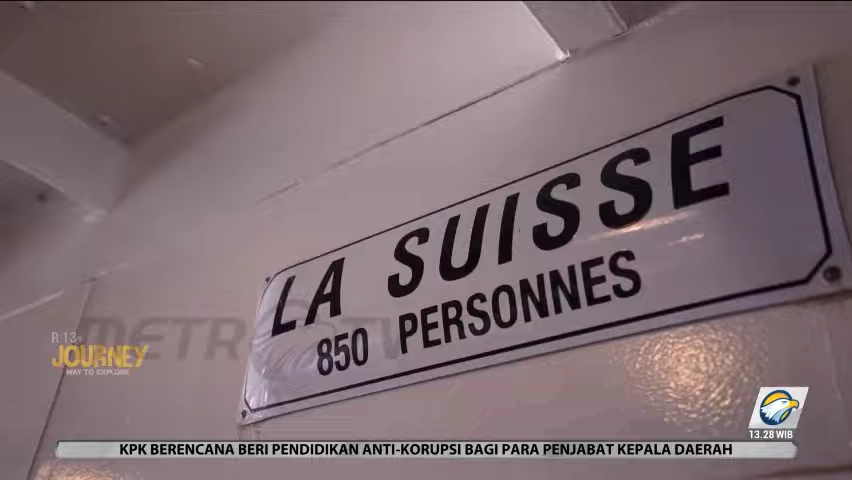 LA SUISSE
850 PERSONNES
METRO TV
R 13+
JOURNEY
WAY TO EXPLORE
13.28 WIB
KPK BERENCANA BERI PENDIDIKAN ANTI-KORUPSI BAGI PARA PENJABAT KEPALA DAERAH